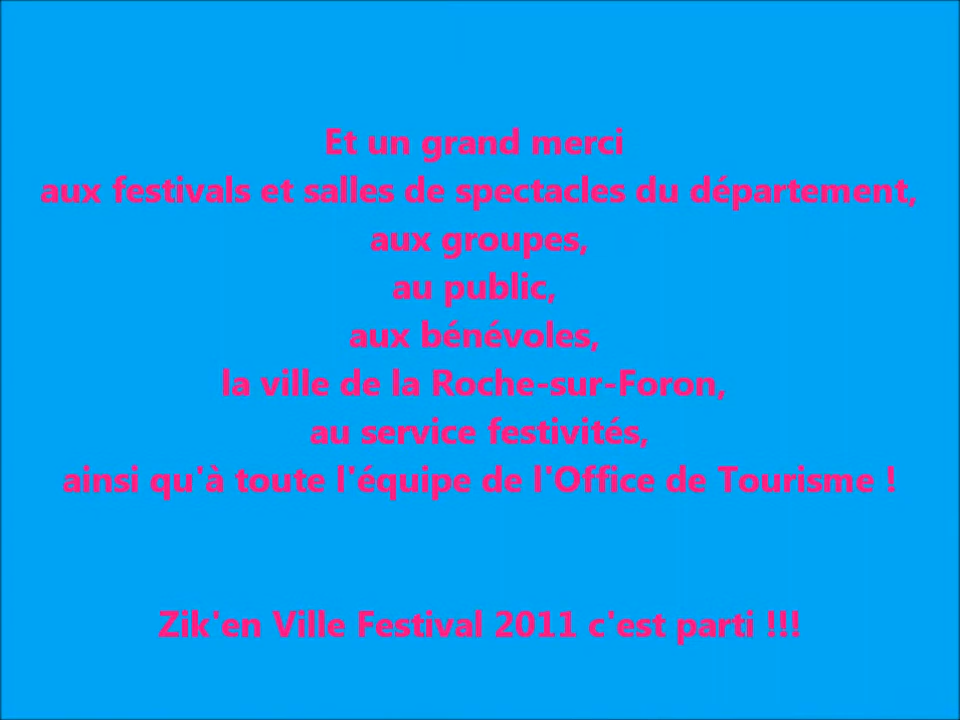 Et un grand merci
aux festivals et salles de spectacles du département,
aux groupes,
au public,
aux bénévoles,
la ville de la Roche-sur-Foron,
au service festivités,
ainsi qu'à toute l'équipe de l'Office de Tourisme !
Zik'en Ville Festival 2011 c'est parti !!!